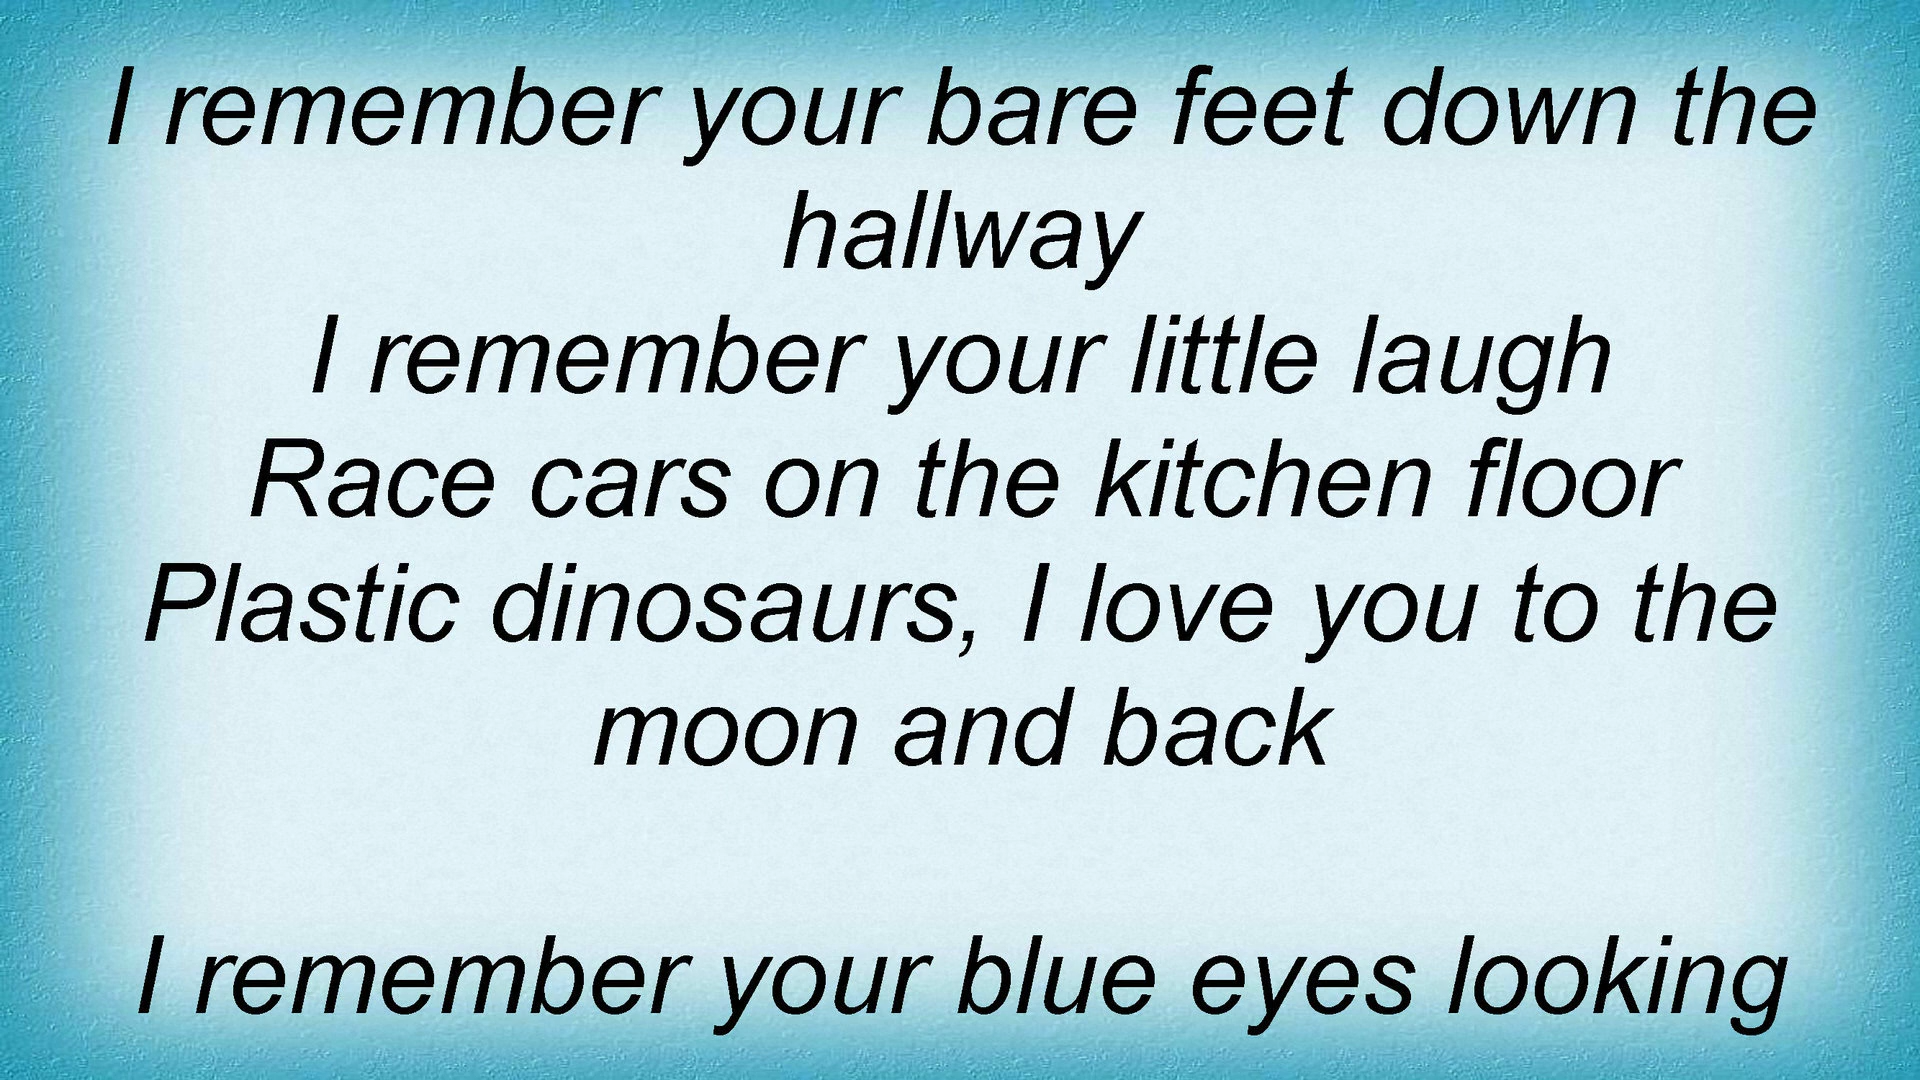 I remember your bare feet down the
hallway
I remember your little laugh
Race cars on the kitchen floor
Plastic dinosaurs, I love you to the
moon and back
I remember your blue eyes looking